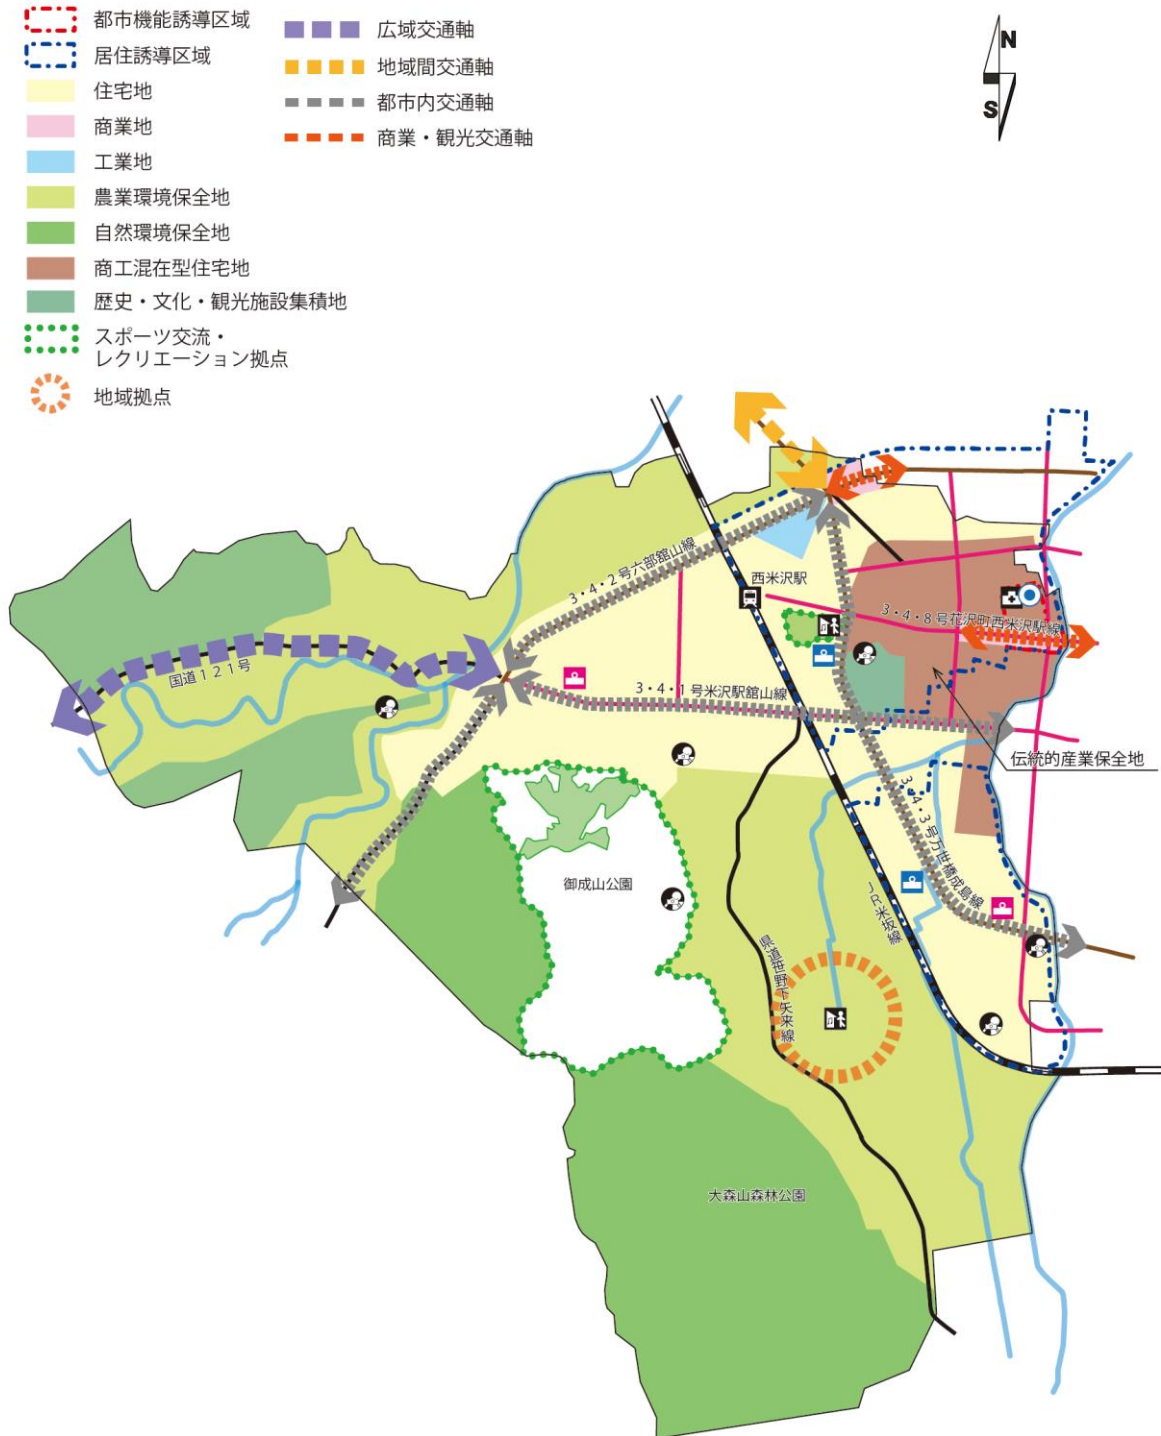 都市機能誘導区域
居住誘導区域
住宅地
商業地
工業地
農業環境保全地
自然環境保全地
商工混在型住宅地
歴史・文化・観光施設集積地
スポーツ交流・
レクリエーション拠点
地域拠点
広域交通軸
地域間交通軸
都市内交通軸
商業・観光交通軸
N
S
3・4・2号六部舘山線
西米沢駅
3・4・8号花沢町西米沢駅線
国道121号
3・4・1号米沢駅舘山線
伝統的産業保全地
3・4・3号万世橋成島線
御成山公園
JR米坂線
県道笹野下矢来線
大森山森林公園